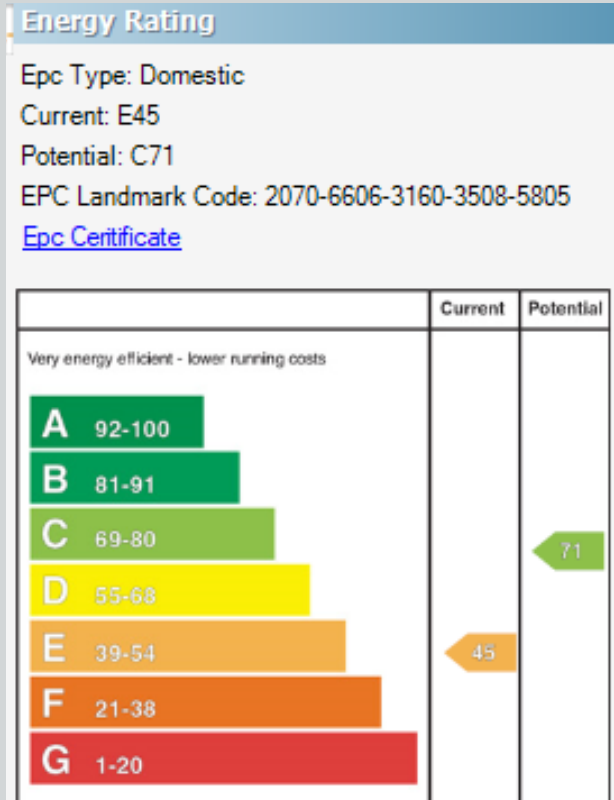 Energy Rating
Epc Type: Domestic
Current: E45
Potential: C71
EPC Landmark Code: 2070-6606-3160-3508-5805
Epc Ceritificate
Current Potential
Very energy efficient - lower running costs
A 92-100
B 81-91
C 69-80
71
D 55-68
E 39-54
45
F 21-38
G 1-20